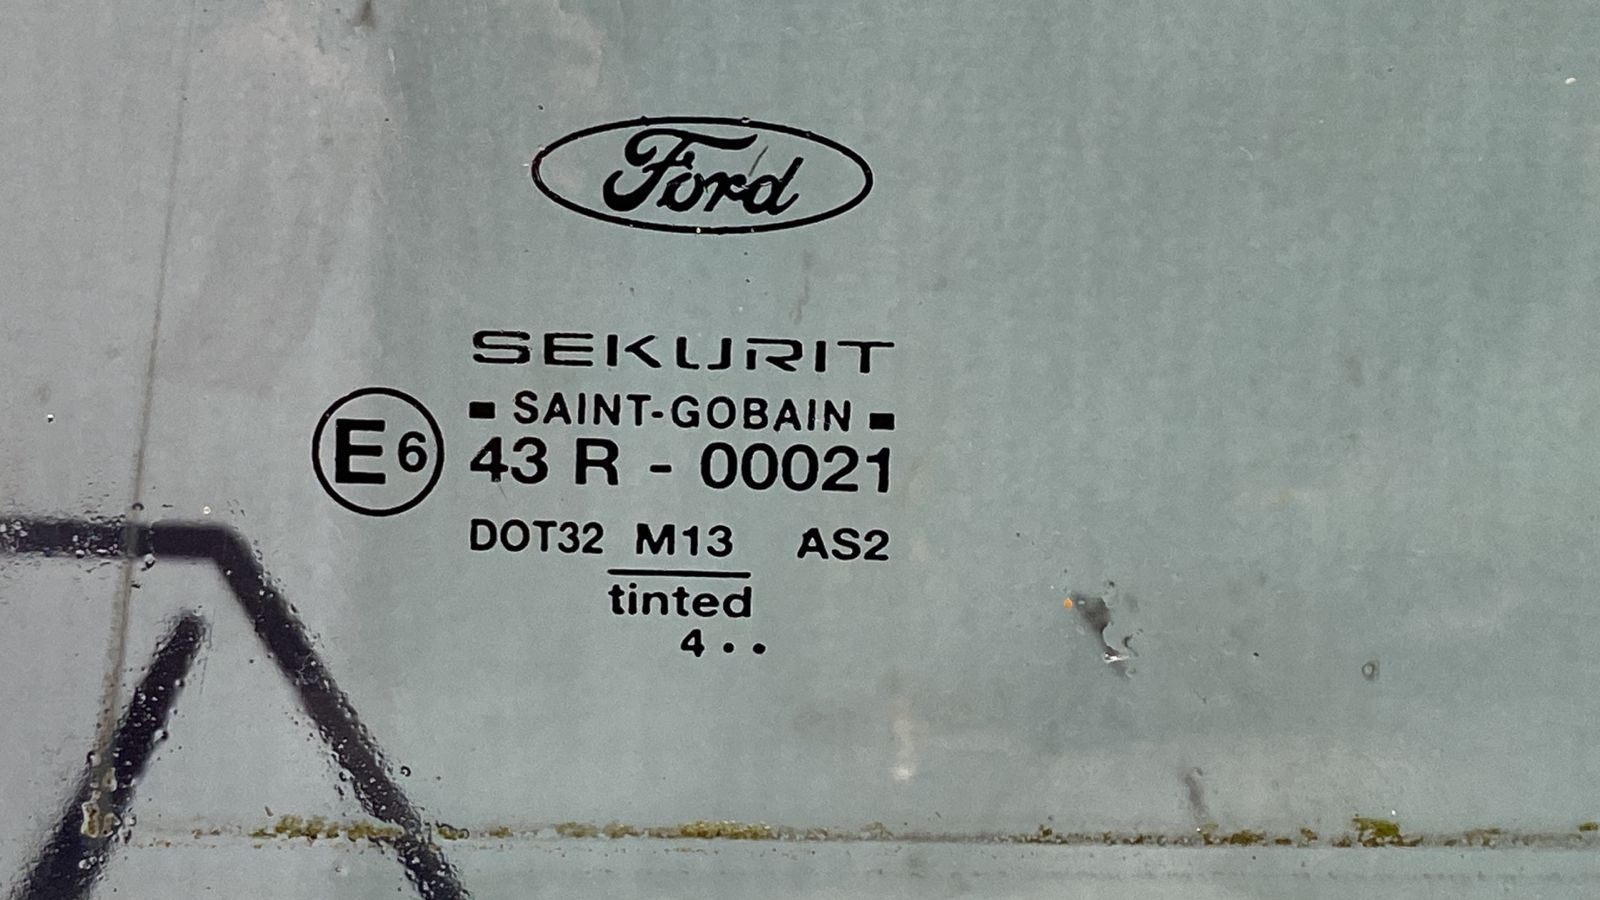 Ford
SEKURIT
SAINT-GOBAIN
E6 43 R - 00021
DOT32 M13 AS2
tinted
4 • •